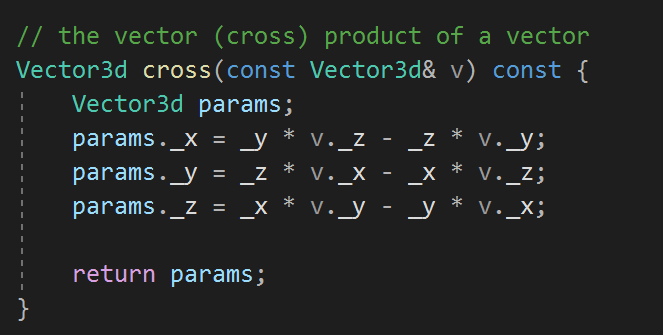 // the vector (cross) product of a vector
Vector3d cross(const Vector3d& v) const {
    Vector3d params;
    params._x = _y * v._z - _z * v._y;
    params._y = _z * v._x - _x * v._z;
    params._z = _x * v._y - _y * v._x;

    return params;
}